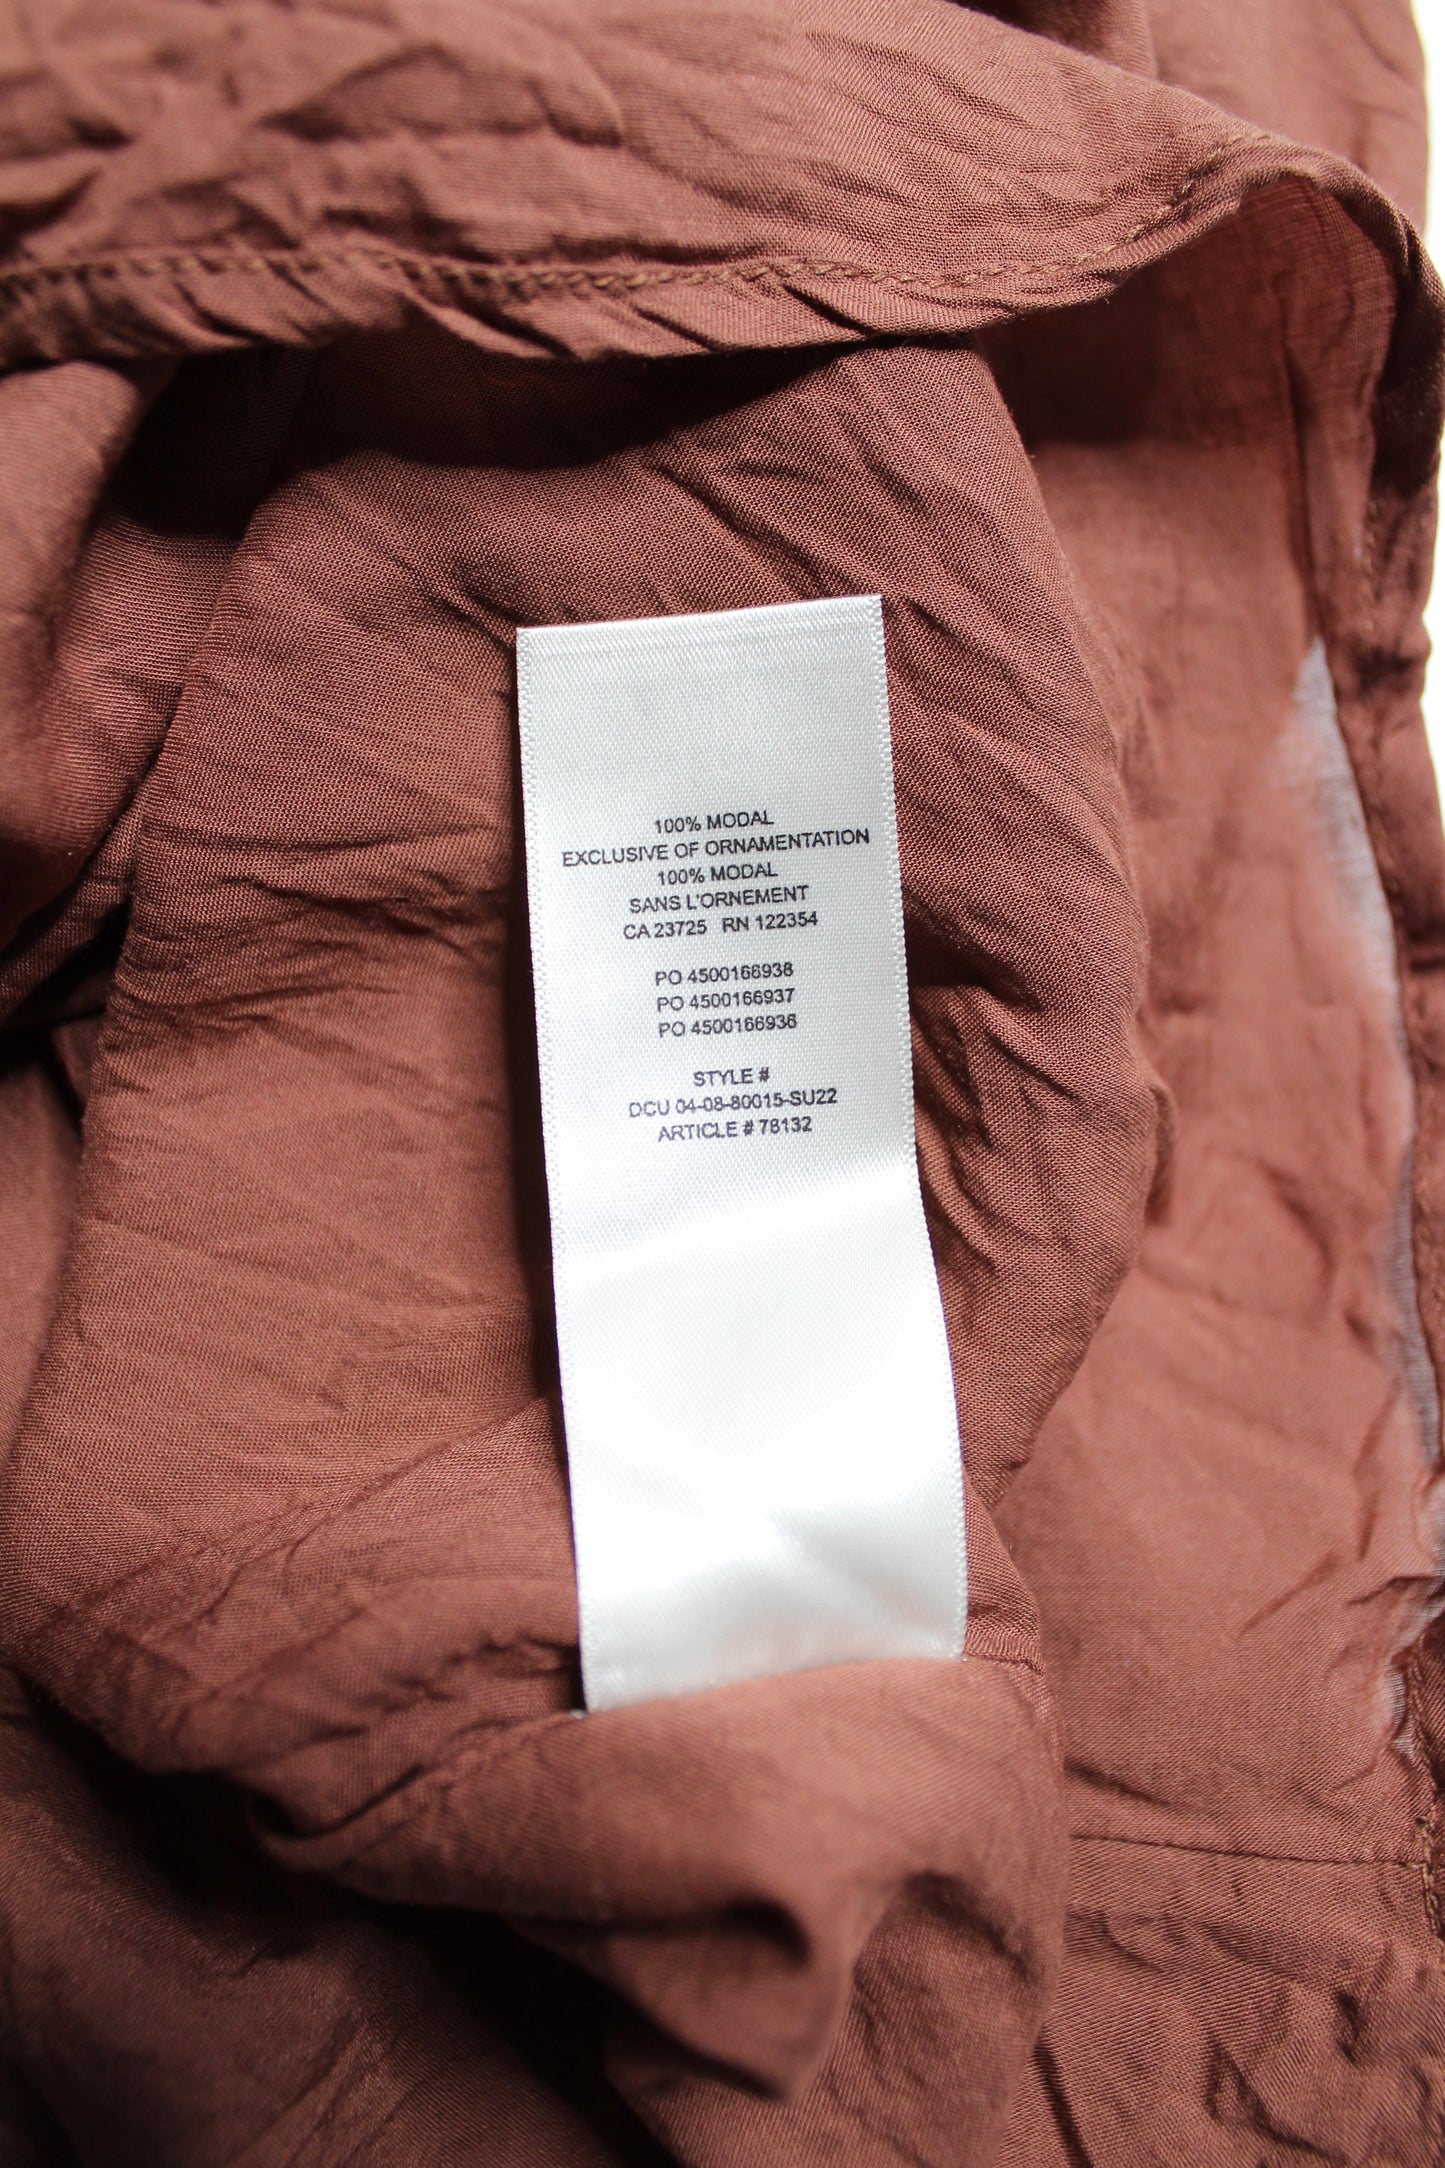 100% MODAL
EXCLUSIVE OF ORNAMENTATION
100% MODAL
SANS L'ORNEMENT
CA 23725 RN 122354
PO 4500166938
PO 4500166937
PO 4500166936
STYLE #
DCU 04-08-80015-SU22
ARTICLE # 78132